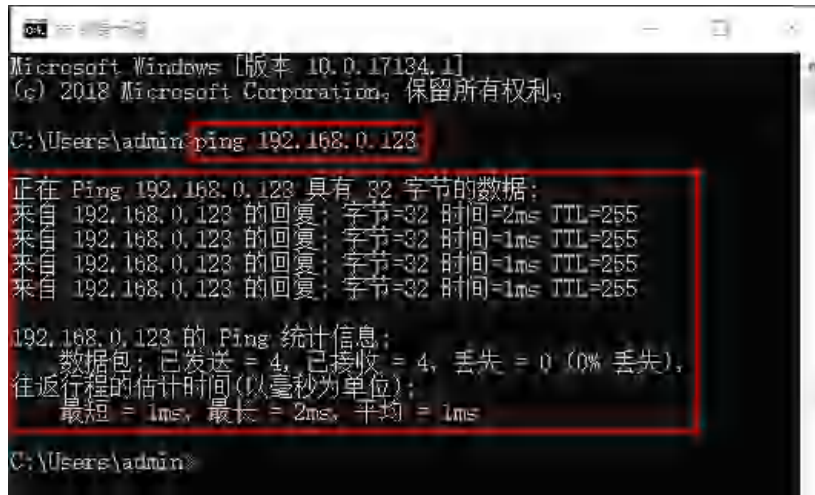 Microsoft Windows [版本 10.0.17134.1]
(c) 2018 Microsoft Corporation。保留所有权利。
C:\Users\admin>ping 192.168.0.123
正在 Ping 192.168.0.123 具有 32 字节的数据:
来自 192.168.0.123 的回复: 字节=32 时间=2ms TTL=255
来自 192.168.0.123 的回复: 字节=32 时间=1ms TTL=255
来自 192.168.0.123 的回复: 字节=32 时间=1ms TTL=255
来自 192.168.0.123 的回复: 字节=32 时间=1ms TTL=255
192.168.0.123 的 Ping 统计信息:
数据包: 已发送 = 4, 已接收 = 4, 丢失 = 0 (0% 丢失),
往返行程的估计时间(以毫秒为单位):
最短 = 1ms, 最长 = 2ms, 平均 = 1ms
C:\Users\admin>